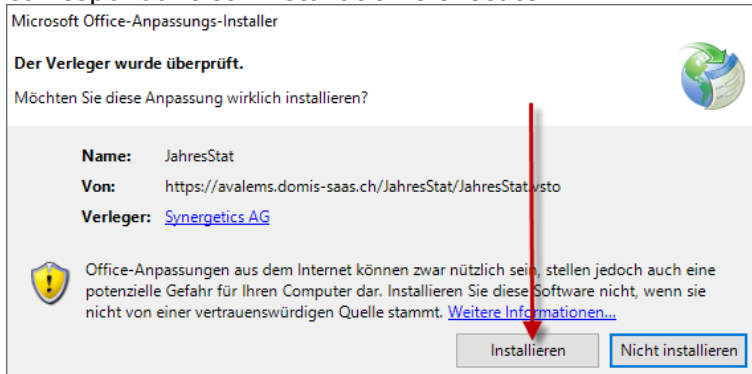 Microsoft Office-Anpassungs-Installer
Der Verleger wurde überprüft.
Möchten Sie diese Anpassung wirklich installieren?
Name: JahresStat
Von: https://avalems.domis-saas.ch/JahresStat/JahresStat.vsto
Verleger: Synergetics AG
Office-Anpassungen aus dem Internet können zwar nützlich sein, stellen jedoch auch eine
potenzielle Gefahr für Ihren Computer dar. Installieren Sie diese Software nicht, wenn sie
nicht von einer vertrauenswürdigen Quelle stammt. Weitere Informationen...
Installieren Nicht installieren